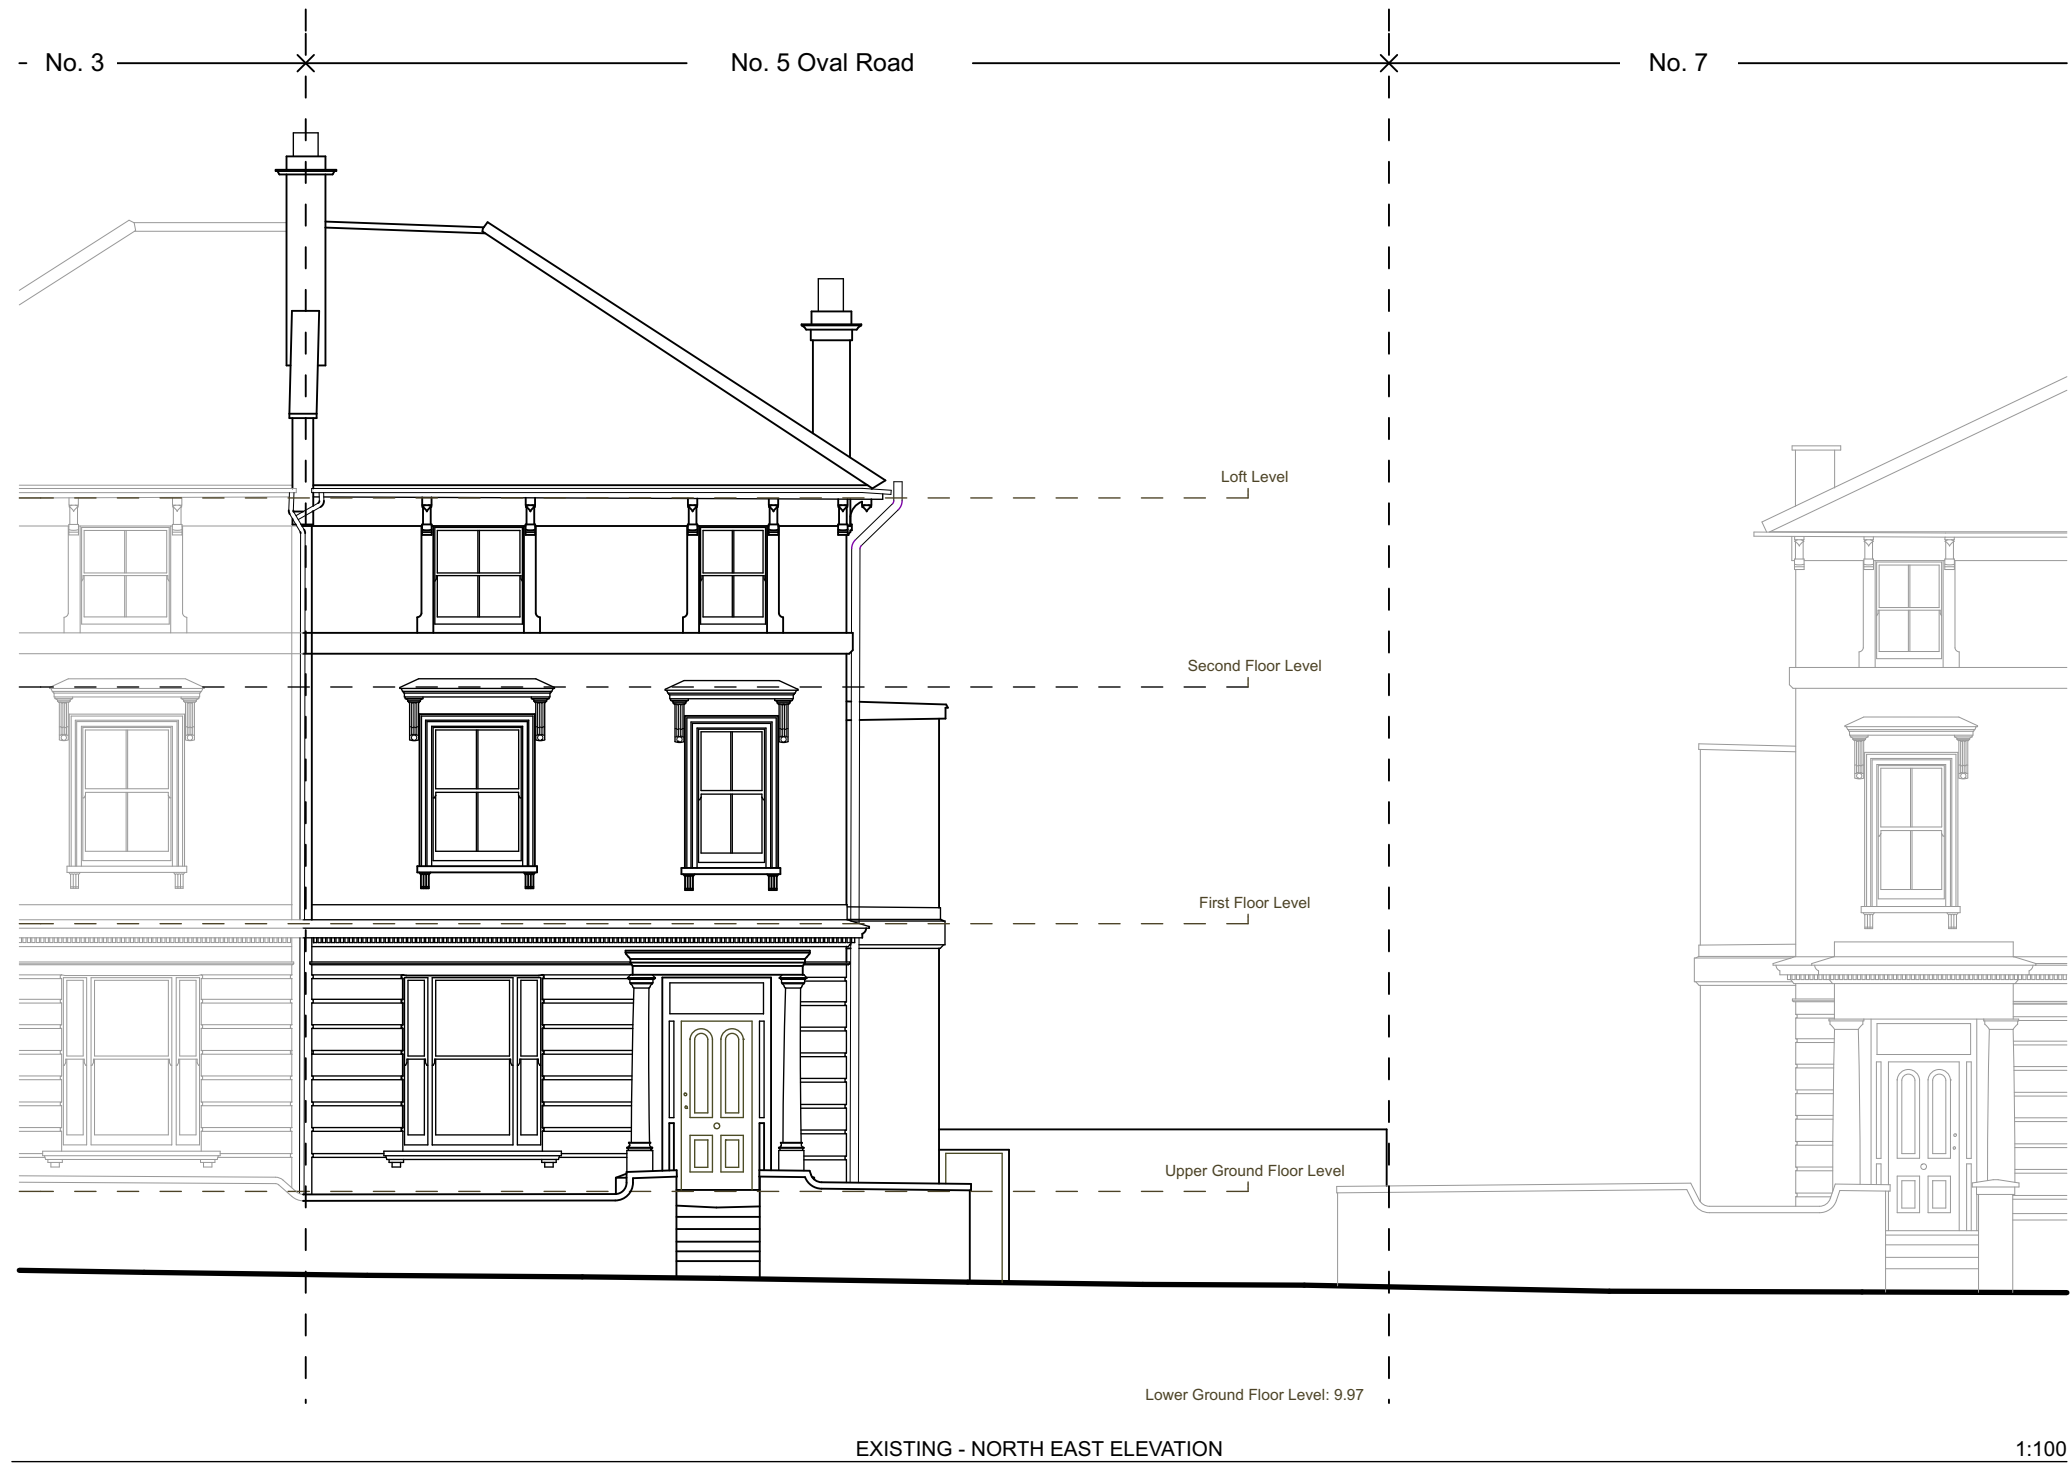 No. 3
No. 5 Oval Road
No. 7
Loft Level
Second Floor Level
First Floor Level
Upper Ground Floor Level
Lower Ground Floor Level: 9.97
EXISTING - NORTH EAST ELEVATION
1:100